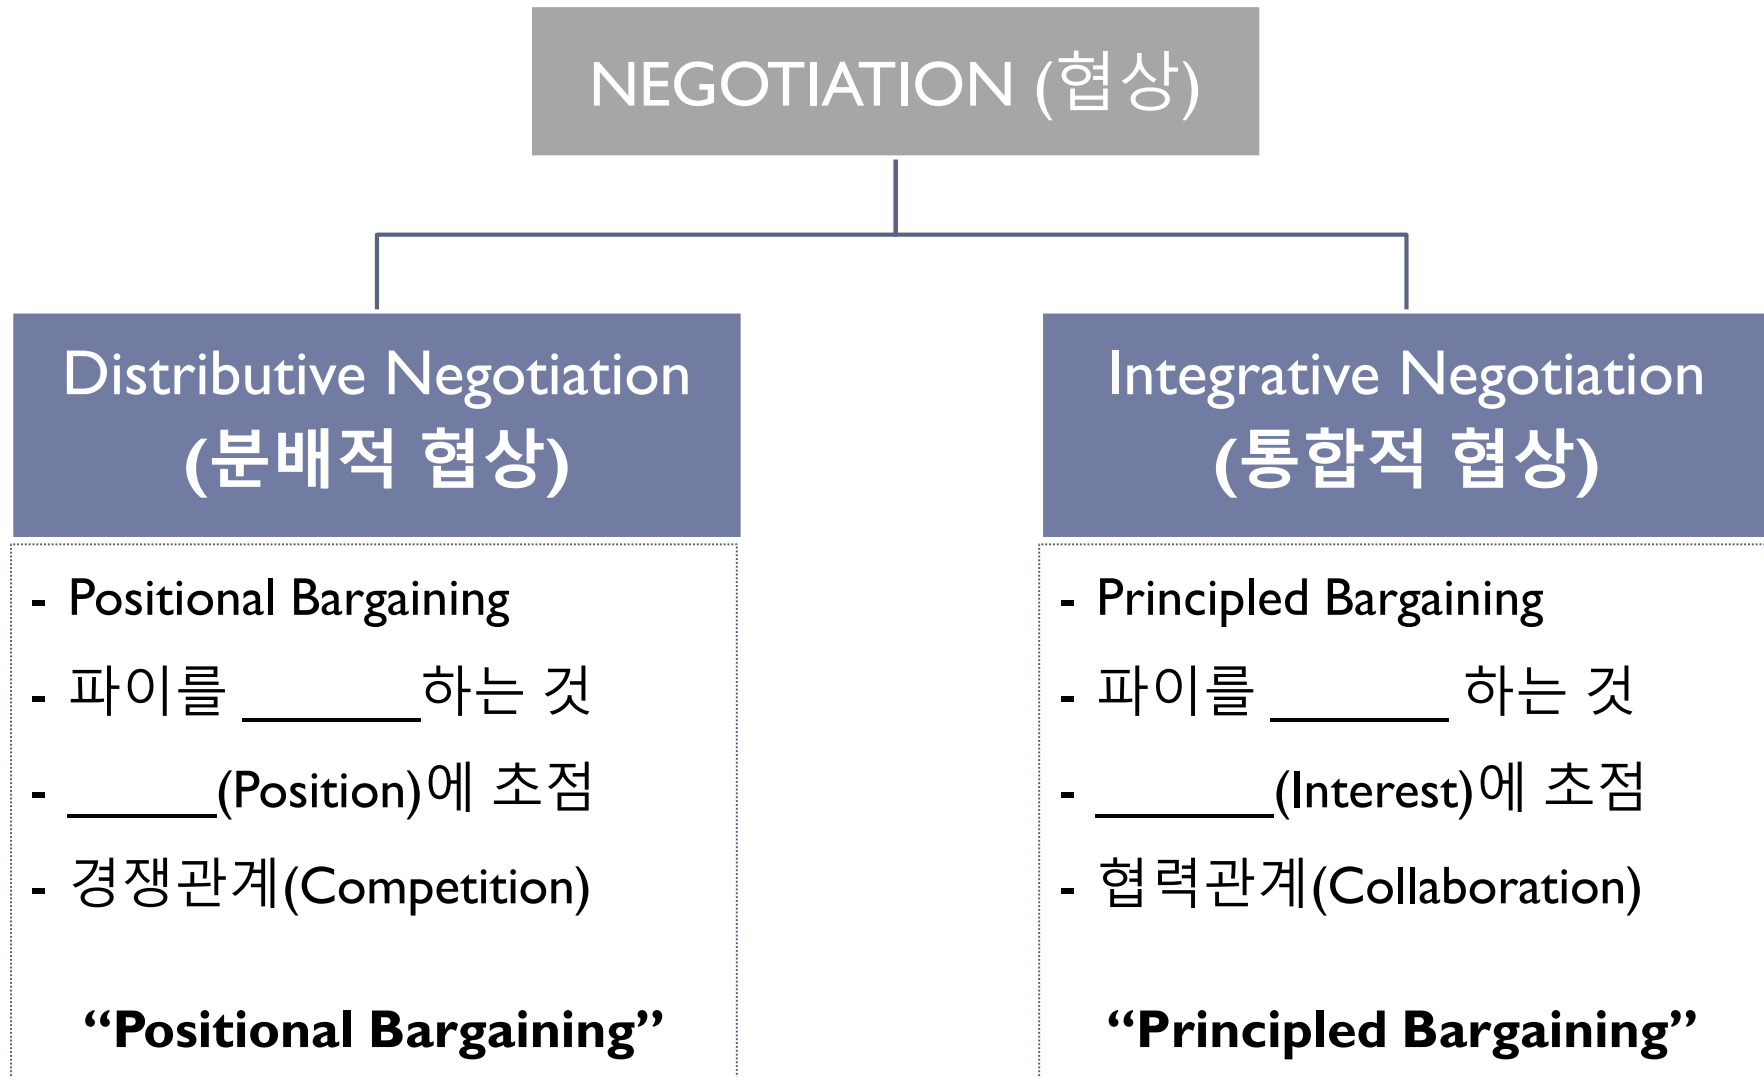 NEGOTIATION (협상)
Distributive Negotiation
(분배적 협상)
- Positional Bargaining
- 파이를 ______하는 것
- _____(Position)에 초점
- 경쟁관계(Competition)
“Positional Bargaining”
Integrative Negotiation
(통합적 협상)
- Principled Bargaining
- 파이를 ______ 하는 것
- ______(Interest)에 초점
- 협력관계(Collaboration)
“Principled Bargaining”